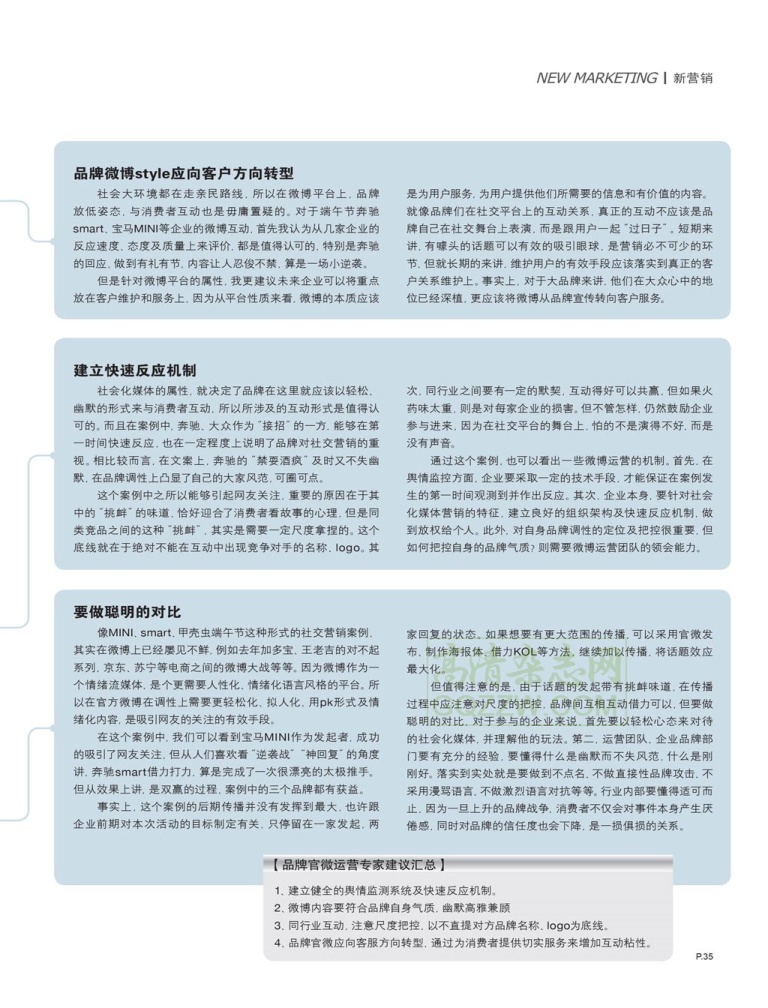 NEW MARKETING | 新营销
品牌微博style应向客户方向转型
社会大环境都在走亲民路线，所以在微博平台上，品牌
放低姿态，与消费者互动也是毋庸置疑的。对于端午节奔驰
smart、宝马MINI等企业的微博互动，首先我认为从几家企业的
反应速度，态度及质量上来评价，都是值得认可的，特别是奔驰
的回应，做到有礼有节，内容让人忍俊不禁，算是一场小逆袭。
但是针对微博平台的属性，我更建议未来企业可以将重点
放在客户维护和服务上，因为从平台性质来看，微博的本质应该
是为用户服务，为用户提供他们所需要的信息和有价值的内容。
就像品牌们在社交平台上的互动关系，真正的互动不应该是品
牌自己在社交舞台上表演，而是跟用户一起“过日子”。短期来
讲，有噱头的话题可以有效的吸引眼球，是营销必不可少的环
节，但就长期的来讲，维护用户的有效手段应该落实到真正的客
户关系维护上。事实上，对于大品牌来讲，他们在大众心中的地
位已经深植，更应该将微博从品牌宣传转向客户服务。
建立快速反应机制
社会化媒体的属性，就决定了品牌在这里就应该以轻松、
幽默的形式来与消费者互动，所以所涉及的互动形式是值得认
可的。而且在案例中，奔驰、大众作为“接招”的一方，能够在第
一时间快速反应，也在一定程度上说明了品牌对社交营销的重
视。相比较而言，在文案上，奔驰的“禁耍酒疯”及时又不失幽
默，在品牌调性上凸显了自己的大家风范，可圈可点。
这个案例中之所以能够引起网友关注，重要的原因在于其
中的“挑衅”的味道，恰好迎合了消费者看故事的心理，但是同
类竞品之间的这种“挑衅”，其实是需要一定尺度拿捏的。这个
底线就在于绝对不能在互动中出现竞争对手的名称、logo。其
次，同行业之间要有一定的默契，互动得好可以共赢，但如果火
药味太重，则是对每家企业的损害。但不管怎样，仍然鼓励企业
参与进来，因为在社交平台的舞台上，怕的不是演得不好，而是
没有声音。
通过这个案例，也可以看出一些微博运营的机制。首先，在
舆情监控方面，企业要采取一定的技术手段，才能保证在案例发
生的第一时间观测到并作出反应。其次，企业本身，要针对社会
化媒体营销的特征，建立良好的组织架构及快速反应机制，做
到放权给个人。此外，对自身品牌调性的定位及把控很重要，但
如何把控自身的品牌气质？则需要微博运营团队的领会能力。
要做聪明的对比
像MINI、smart、甲壳虫端午节这种形式的社交营销案例，
其实在微博上已经屡见不鲜，例如去年加多宝、王老吉的对不起
系列，京东、苏宁等电商之间的微博大战等等。因为微博作为一
个情绪流媒体，是个更需要人性化，情绪化语言风格的平台。所
以在官方微博在调性上需要更轻松化，拟人化，用pk形式及情
绪化内容，是吸引网友的关注的有效手段。
在这个案例中，我们可以看到宝马MINI作为发起者，成功
的吸引了网友关注，但从人们喜欢看“逆袭战”“神回复”的角度
讲，奔驰smart借力打力，算是完成了一次很漂亮的太极推手。
但从效果上讲，是双赢的过程，案例中的三个品牌都有获益。
事实上，这个案例的后期传播并没有发挥到最大，也许跟
企业前期对本次活动的目标制定有关，只停留在一家发起，两
家回复的状态。如果想要有更大范围的传播，可以采用官微发
布，制作海报体，借力KOL等方法，继续加以传播，将话题效应
最大化。
但值得注意的是，由于话题的发起带有挑衅味道，在传播
过程中应注意对尺度的把控，品牌间互相互动借力可以，但要做
聪明的对比，对于参与的企业来说，首先要以轻松心态来对待
的社会化媒体，并理解他的玩法。第二，运营团队，企业品牌部
门要有充分的经验，要懂得什么是幽默而不失风范，什么是刚
刚好。落实到实处就是要做到不点名，不做直接性品牌攻击，不
采用漫骂语言，不做激烈语言对抗等等。行业内部要懂得适可而
止，因为一旦上升的品牌战争，消费者不仅会对事件本身产生厌
倦感，同时对品牌的信任度也会下降，是一损俱损的关系。
高清杂志网
GQZZW.COM
【品牌官微运营专家建议汇总】
1、建立健全的舆情监测系统及快速反应机制。
2、微博内容要符合品牌自身气质，幽默高雅兼顾
3、同行业互动，注意尺度把控，以不直提对方品牌名称、logo为底线。
4、品牌官微应向客服方向转型，通过为消费者提供切实服务来增加互动粘性。
P.35